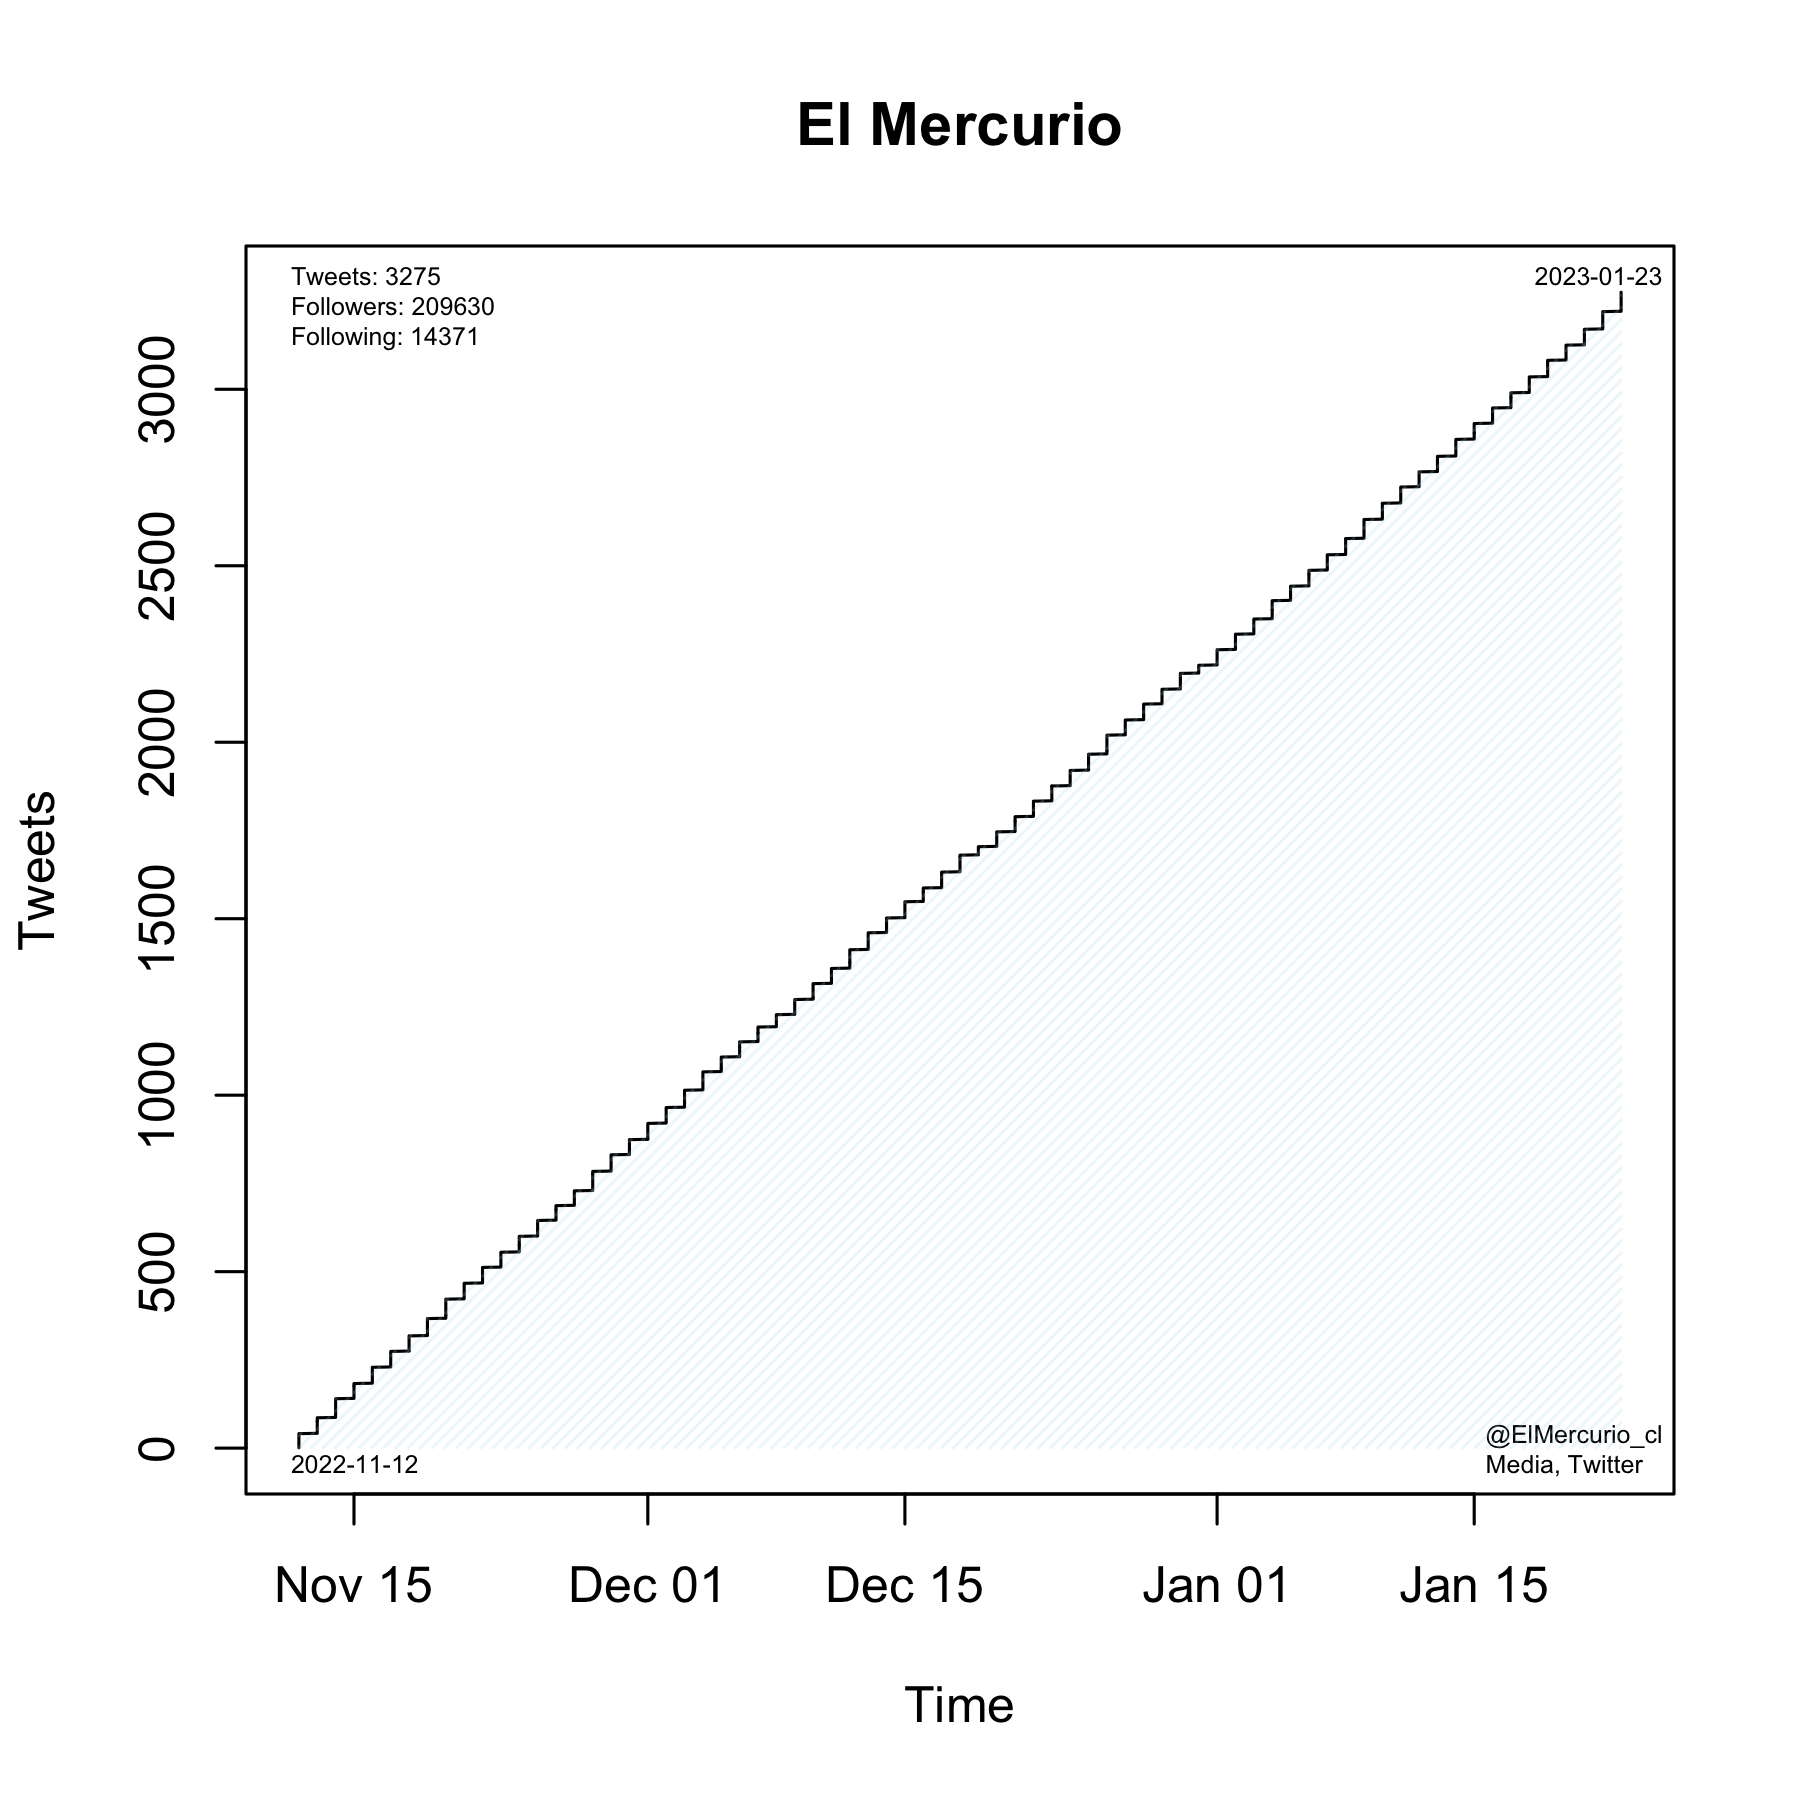 El Mercurio
Tweets: 3275
Followers: 209630
Following: 14371
2023-01-23
3000
2500
2000
1500
1000
500
0
Tweets
2022-11-12
@ElMercurio_cl
Media, Twitter
Nov 15
Dec 01
Dec 15
Jan 01
Jan 15
Time